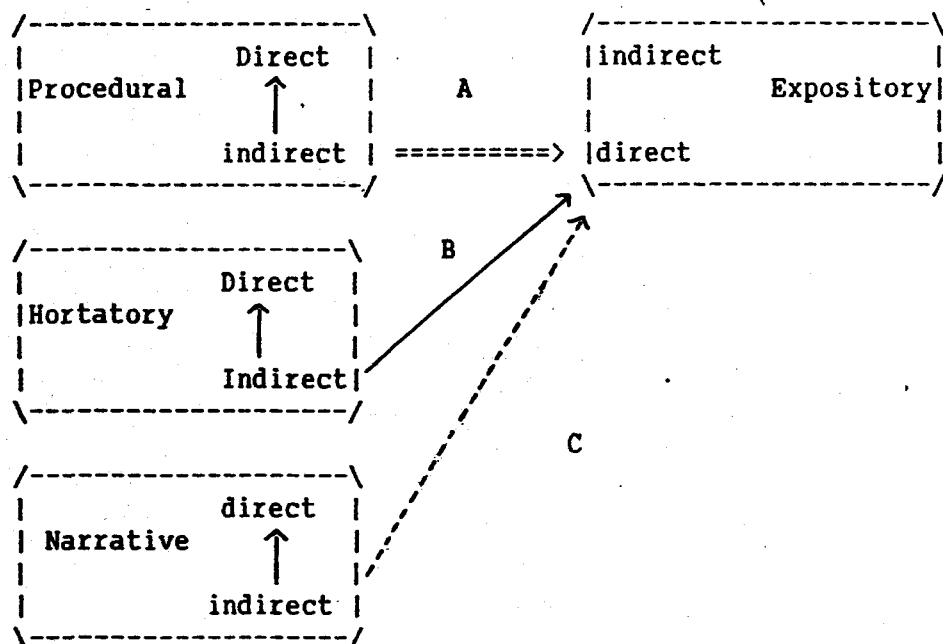 Direct
indirect
Procedural
A
Expository
indirect
==========>
direct
B
Direct
Hortatory
Indirect
C
direct
Narrative
indirect